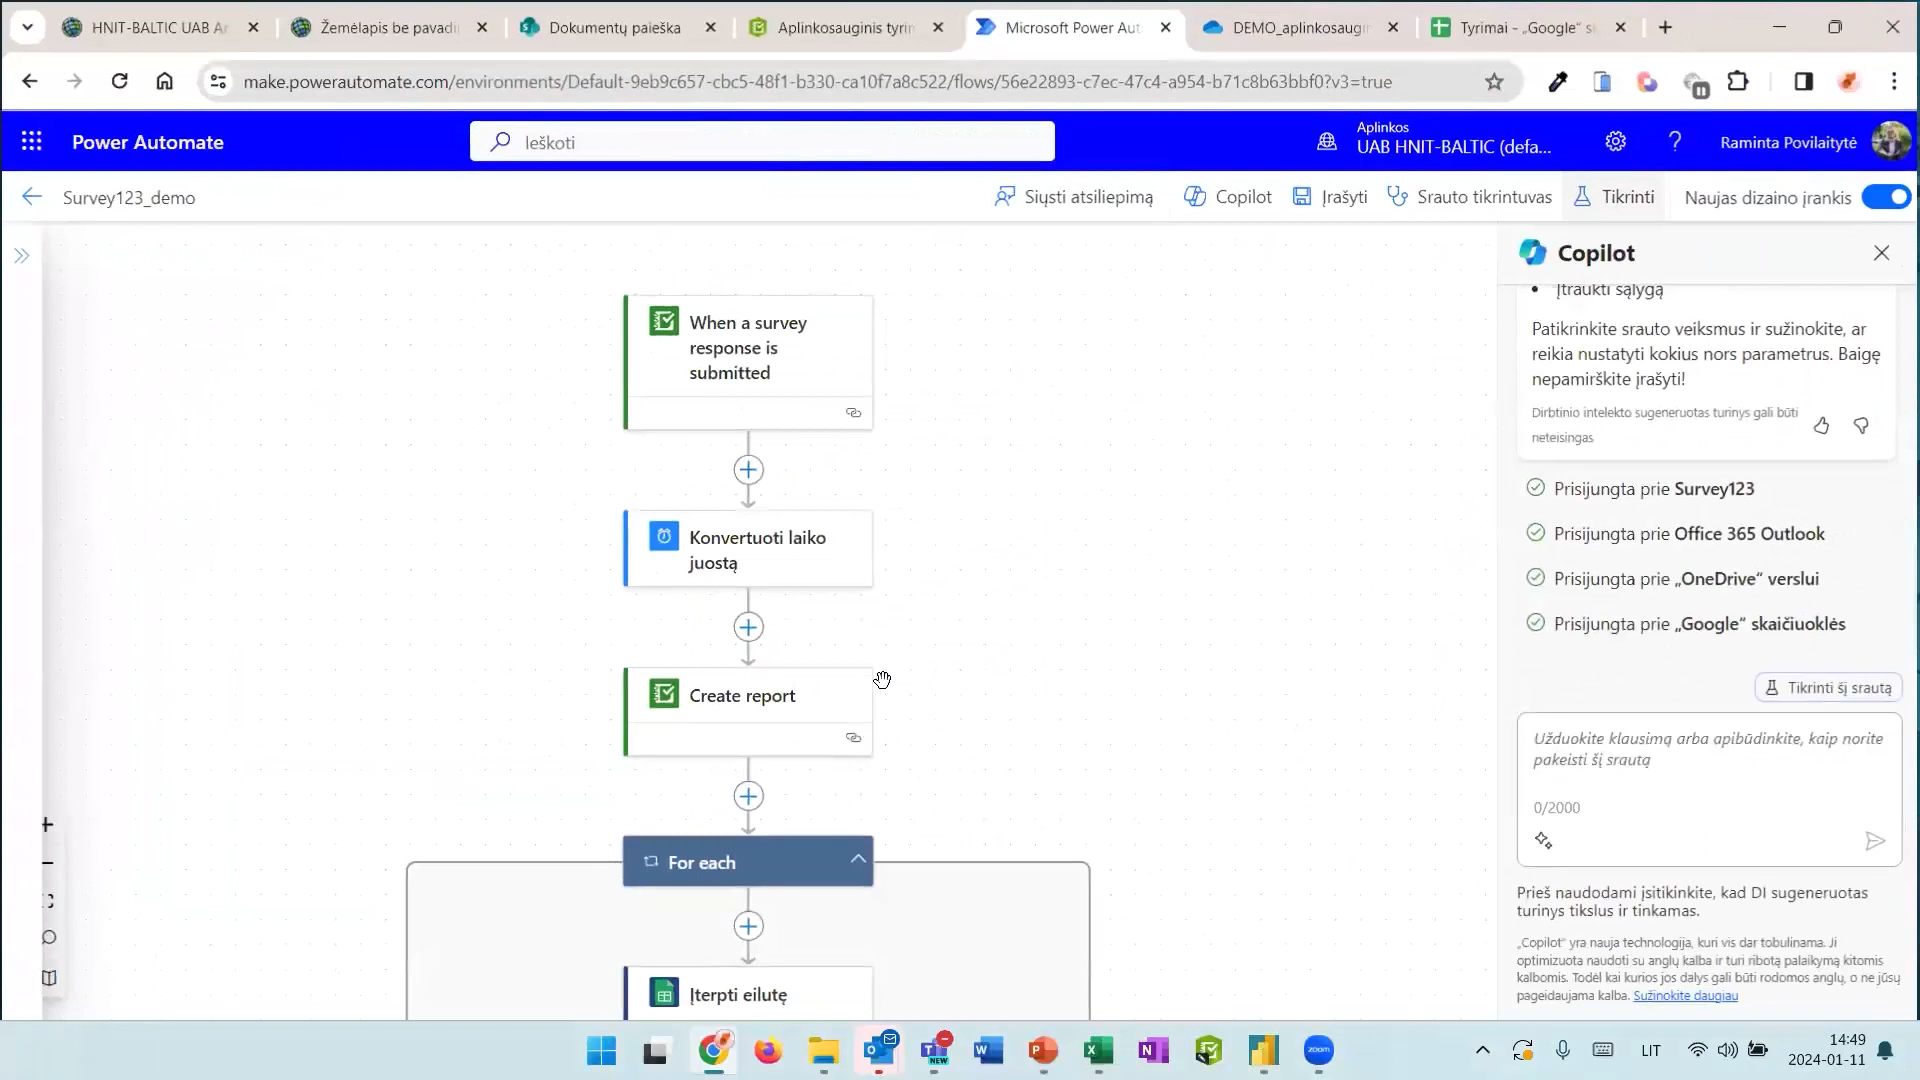 HNIT-BALTIC UAB Ar
Žemėlapis be pavadi
Dokumentų paieška
Aplinkosauginis tyrin
Microsoft Power Aut
DEMO_aplinkosaugin
Tyrimai - „Google“ s
make.powerautomate.com/environments/Default-9eb9c657-cbc5-48f1-b330-ca10f7a8c522/flows/56e22893-c7ec-47c4-a954-b71c8b63bbf0?v3=true
Power Automate
Ieškoti
Aplinkos
UAB HNIT-BALTIC (defa...
Raminta Povilaitytė
Survey123_demo
Siųsti atsiliepimą
Copilot
Įrašyti
Srauto tikrintuvas
Tikrinti
Naujas dizaino įrankis
When a survey
response is
submitted
Konvertuoti laiko
juostą
Create report
For each
Įterpti eilutę
Copilot
• Įtraukti sąlygą
Patikrinkite srauto veiksmus ir sužinokite, ar
reikia nustatyti kokius nors parametrus. Baigę
nepamirškite įrašyti!
Dirbtinio intelekto sugeneruotas turinys gali būti
neteisingas
Prisijungta prie Survey123
Prisijungta prie Office 365 Outlook
Prisijungta prie „OneDrive“ verslui
Prisijungta prie „Google“ skaičiuoklės
Tikrinti šį srautą
Užduokite klausimą arba apibūdinkite, kaip norite
pakeisti šį srautą
0/2000
Prieš naudodami įsitikinkite, kad DI sugeneruotas
turinys tikslus ir tinkamas.
„Copilot“ yra nauja technologija, kuri vis dar tobulinama. Ji
optimizuota naudoti su anglų kalba ir turi ribotą palaikymą kitomis
kalbomis. Todėl kai kurios jos dalys gali būti rodomos anglų, o ne jūsų
pageidaujama kalba. Sužinokite daugiau
NEW
zoom
LIT
14:49
2024-01-11